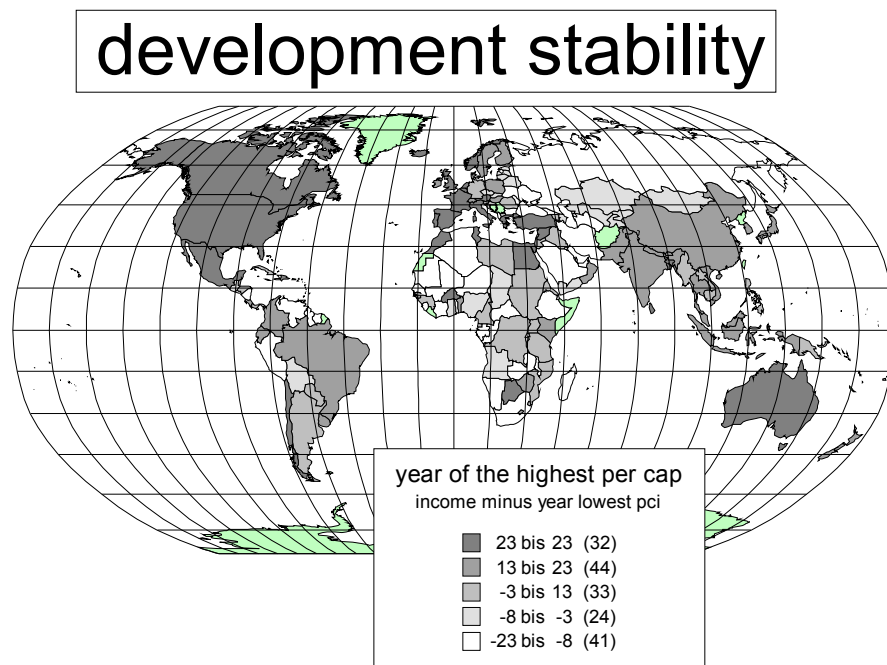 development stability
year of the highest per cap
income minus year lowest pci
23 bis 23 (32)
13 bis 23 (44)
-3 bis 13 (33)
-8 bis -3 (24)
-23 bis -8 (41)